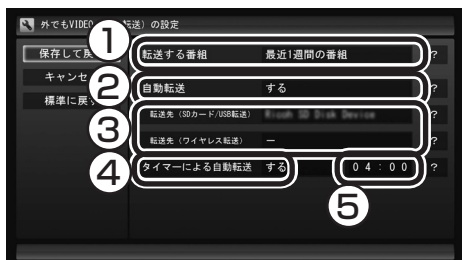 外でもVIDEO 送）の設定
保存して戻
キャンセ
標準に戻
① 転送する番組 最近1週間の番組 ?
② 自動転送 する ?
③ 転送先（SDカード/USB転送） Ricoh SD Disk Device ?
転送先（ワイヤレス転送） － ?
④ タイマーによる自動転送 する 04:00 ?
⑤